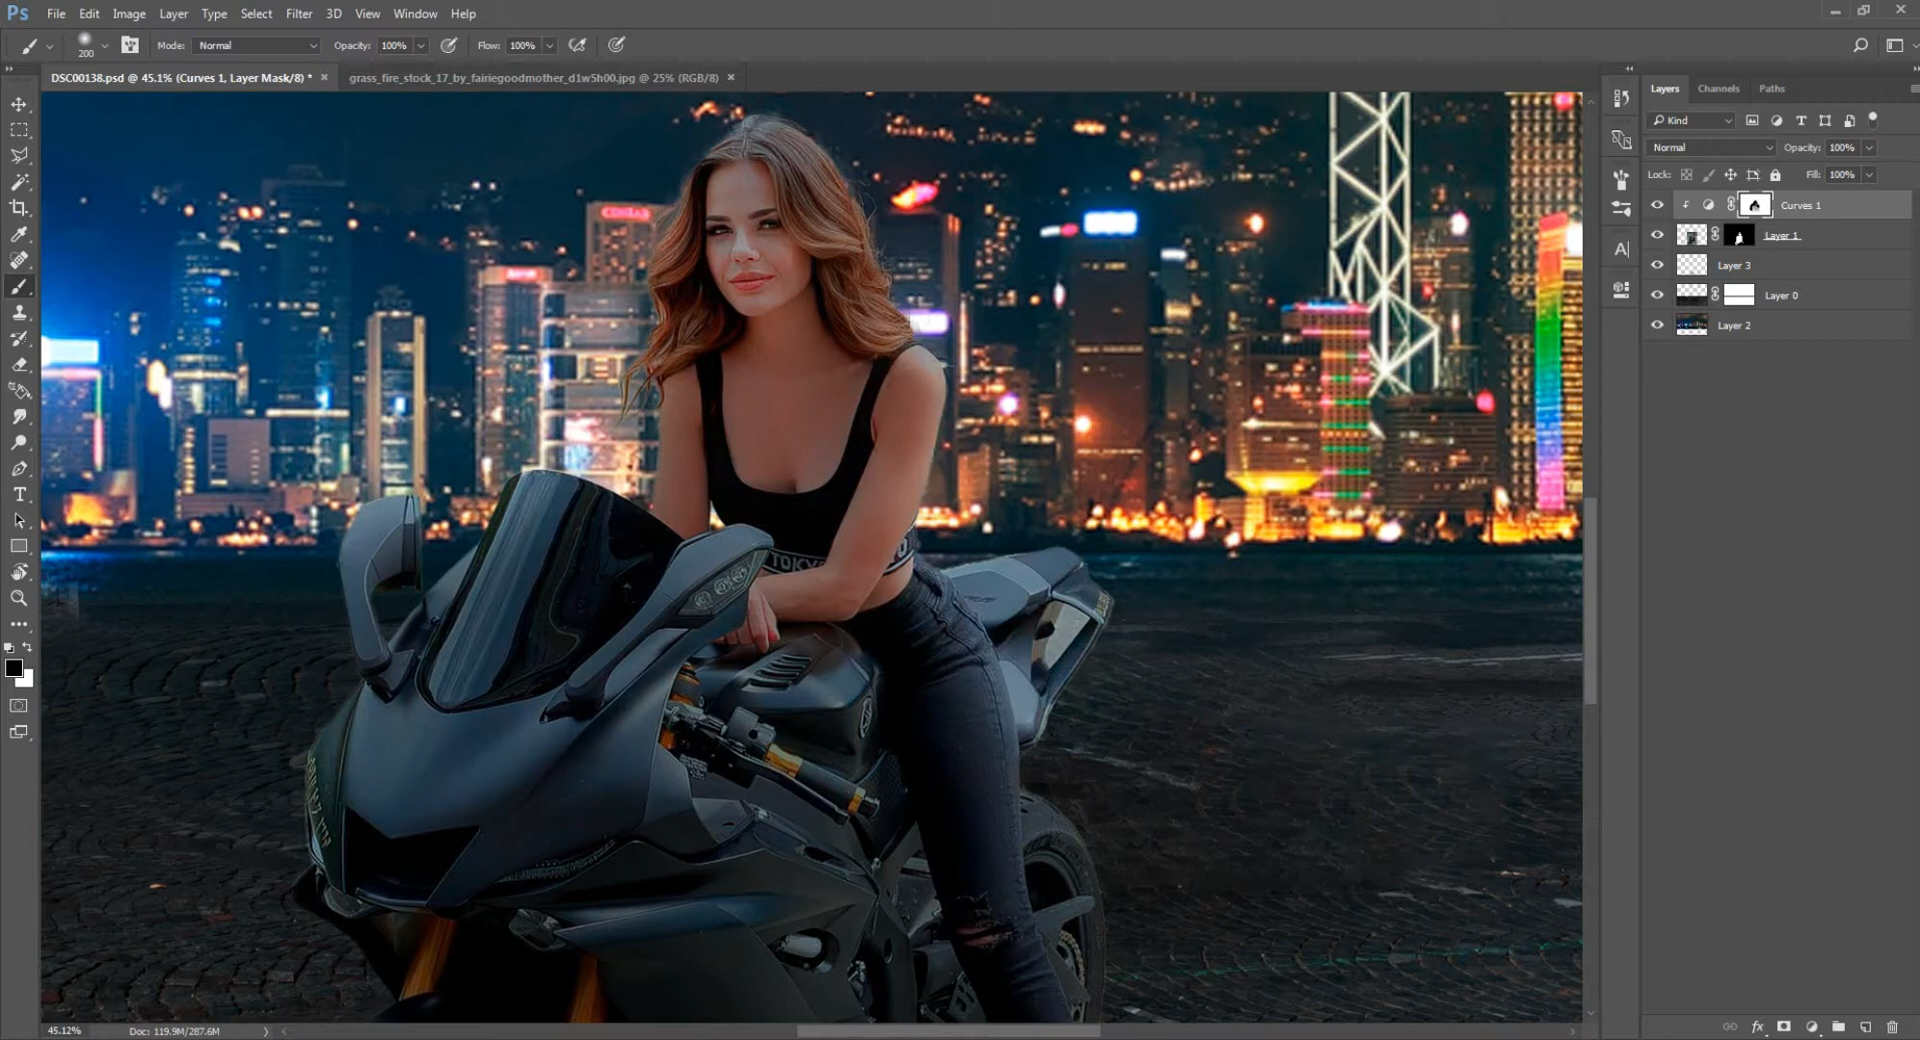 Ps File Edit Image Layer Type Select Filter 3D View Window Help
200 Mode: Normal Opacity: 100% Flow: 100%
DSC00138.psd @ 45.1% (Curves 1, Layer Mask/8) * × grass_fire_stock_17_by_fairiegoodmother_d1w5h00.jpg @ 25% (RGB/8) ×
Layers Channels Paths
Kind
Normal Opacity: 100%
Lock: Fill: 100%
Curves 1
Layer 1
Layer 3
Layer 0
Layer 2
TOKYO
45.12% Doc: 119.9M/287.6M
fx